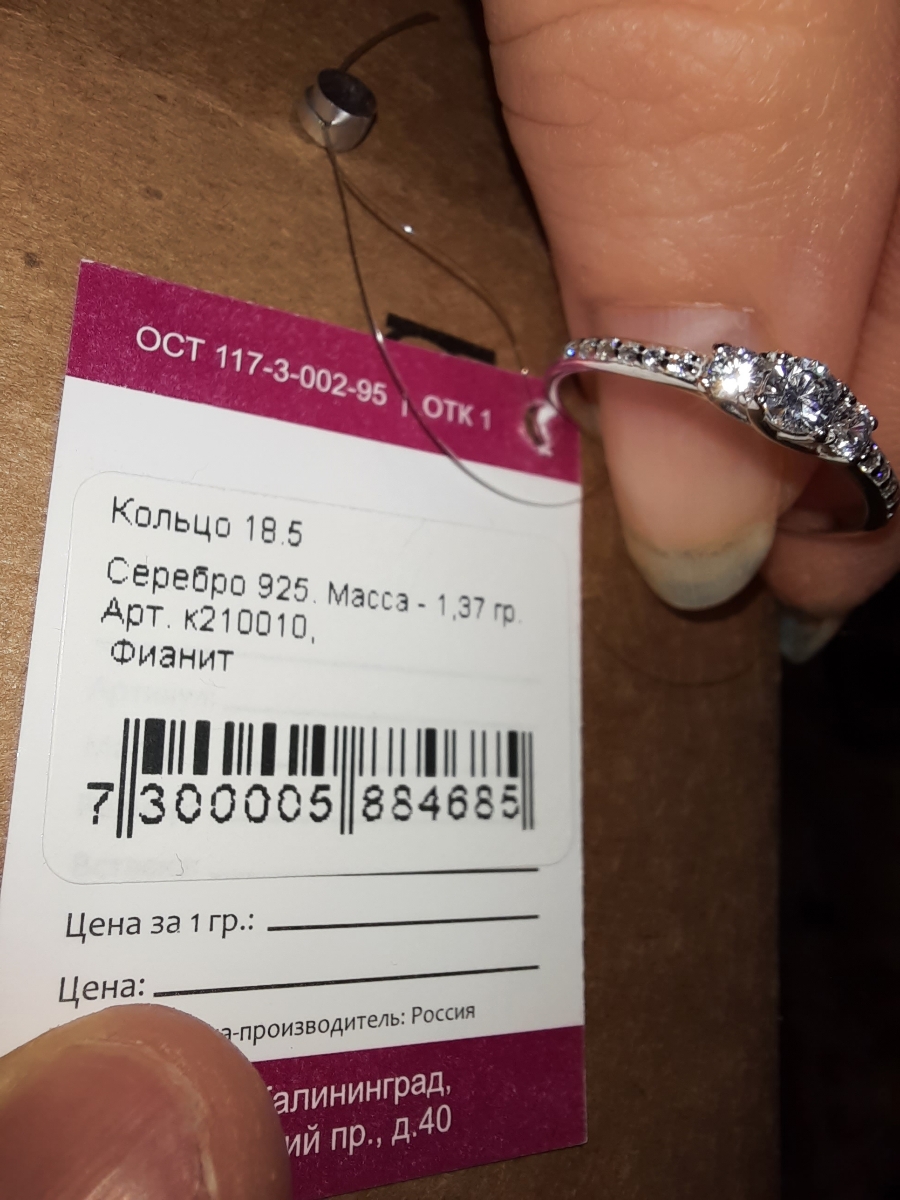 ОСТ 117-3-002-95 | ОТК 1
Кольцо 18.5
Серебро 925. Масса - 1,37 гр.
Арт. к210010,
Фианит
7 300005 884685
Цена за 1 гр.:
Цена:
а-производитель: Россия
алининград,
ий пр., д.40